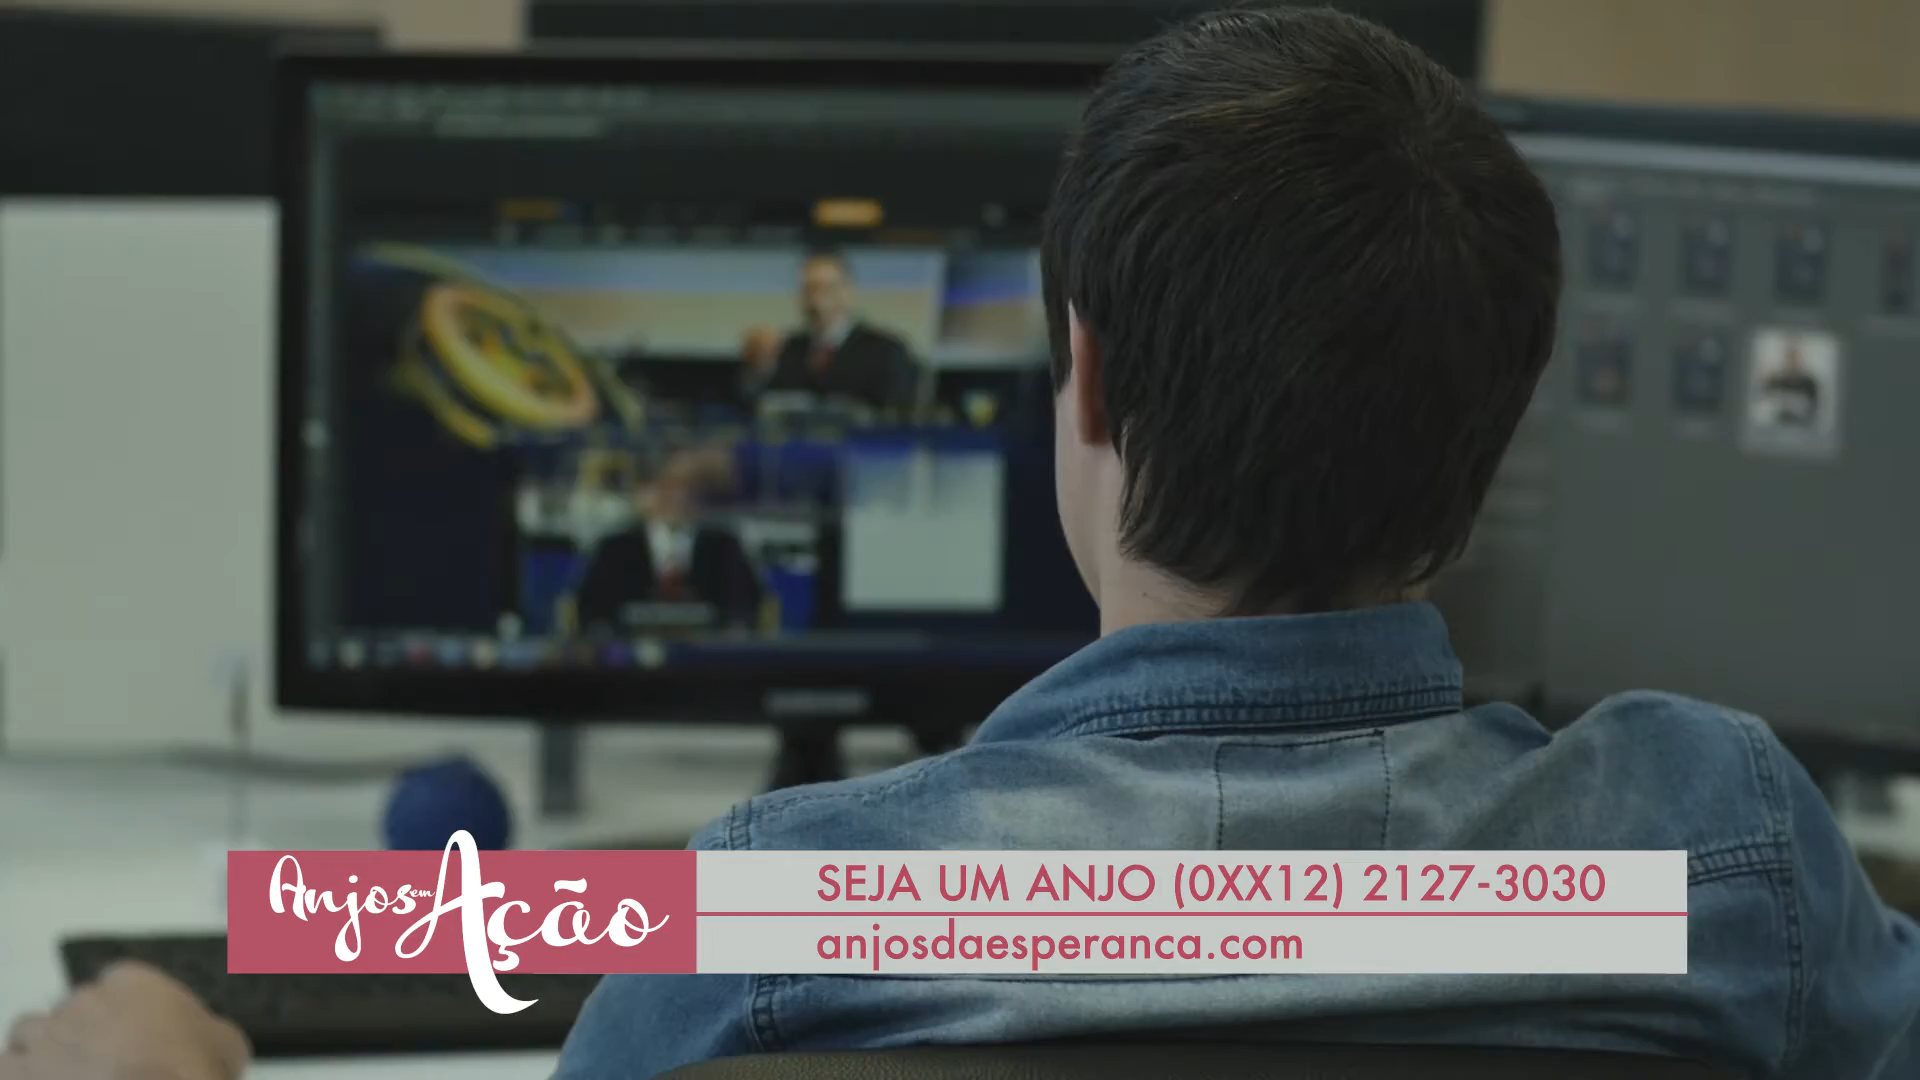 Anjos em Ação
SEJA UM ANJO (0XX12) 2127-3030
anjosdaesperanca.com